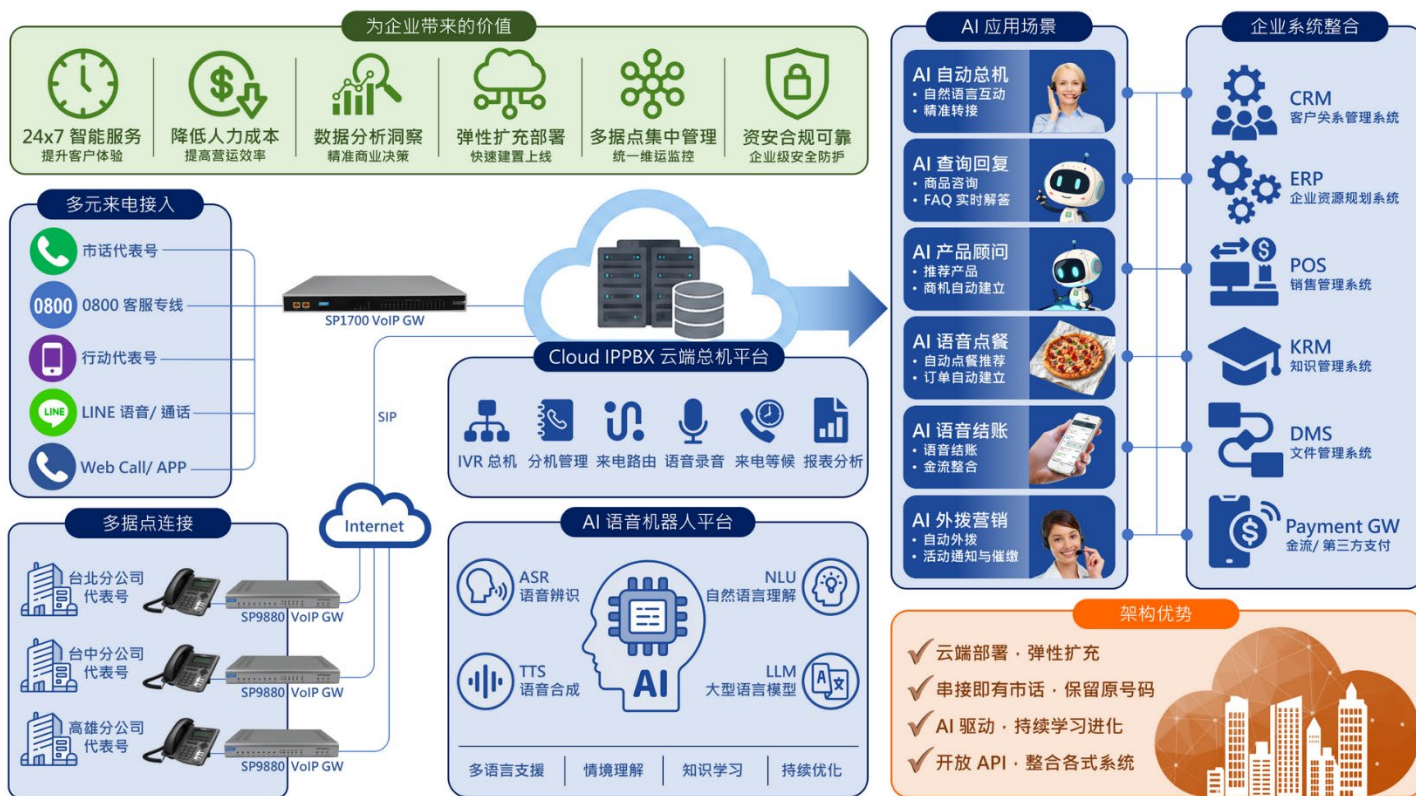 为企业带来的价值
24x7 智能服务
提升客户体验
降低人力成本
提高营运效率
数据分析洞察
精准商业决策
弹性扩充部署
快速建置上线
多据点集中管理
统一维运监控
资安合规可靠
企业级安全防护
多元来电接入
市话代表号
0800
0800 客服专线
行动代表号
LINE
LINE 语音/ 通话
Web Call/ APP
SP1700 VoIP GW
SIP
Internet
多据点连接
台北分公司
代表号
SP9880 VoIP GW
台中分公司
代表号
SP9880 VoIP GW
高雄分公司
代表号
SP9880 VoIP GW
Cloud IPPBX 云端总机平台
IVR 总机
分机管理
来电路由
语音录音
来电等候
报表分析
AI 语音机器人平台
ASR
语音辨识
NLU
自然语言理解
TTS
语音合成
LLM
大型语言模型
AI
多语言支援
情境理解
知识学习
持续优化
AI 应用场景
AI 自动总机
• 自然语言互动
• 精准转接
AI 查询回复
• 商品咨询
• FAQ 实时解答
AI 产品顾问
• 推荐产品
• 商机自动建立
AI 语音点餐
• 自动点餐推荐
• 订单自动建立
AI 语音结账
• 语音结账
• 金流整合
AI 外拨营销
• 自动外拨
• 活动通知与催缴
企业系统整合
CRM
客户关系管理系统
ERP
企业资源规划系统
POS
销售管理系统
KRM
知识管理系统
DMS
文件管理系统
Payment GW
金流/ 第三方支付
架构优势
云端部署 · 弹性扩充
串接即有市话 · 保留原号码
AI 驱动 · 持续学习进化
开放 API · 整合各式系统